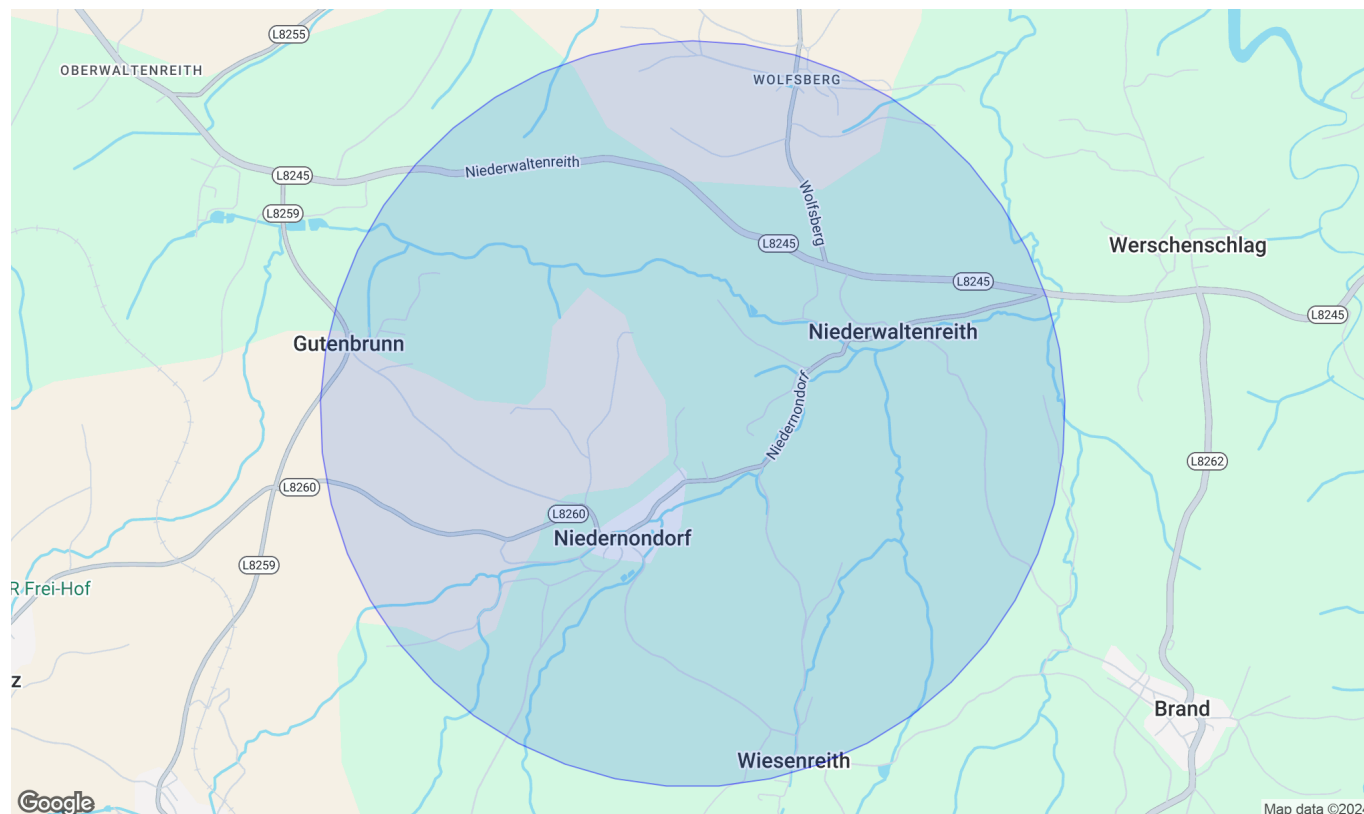 L8255
OBERWALTENREITH
WOLFSBERG
Niederwaltenreith
L8245
L8259
Wolfsberg
L8245
Werschenschlag
L8245
L8245
Niederwaltenreith
Gutenbrunn
Niedernondorf
L8262
L8260
L8260
Niedernondorf
L8259
R Frei-Hof
z
Brand
Wiesenreith
Google
Map data ©2024